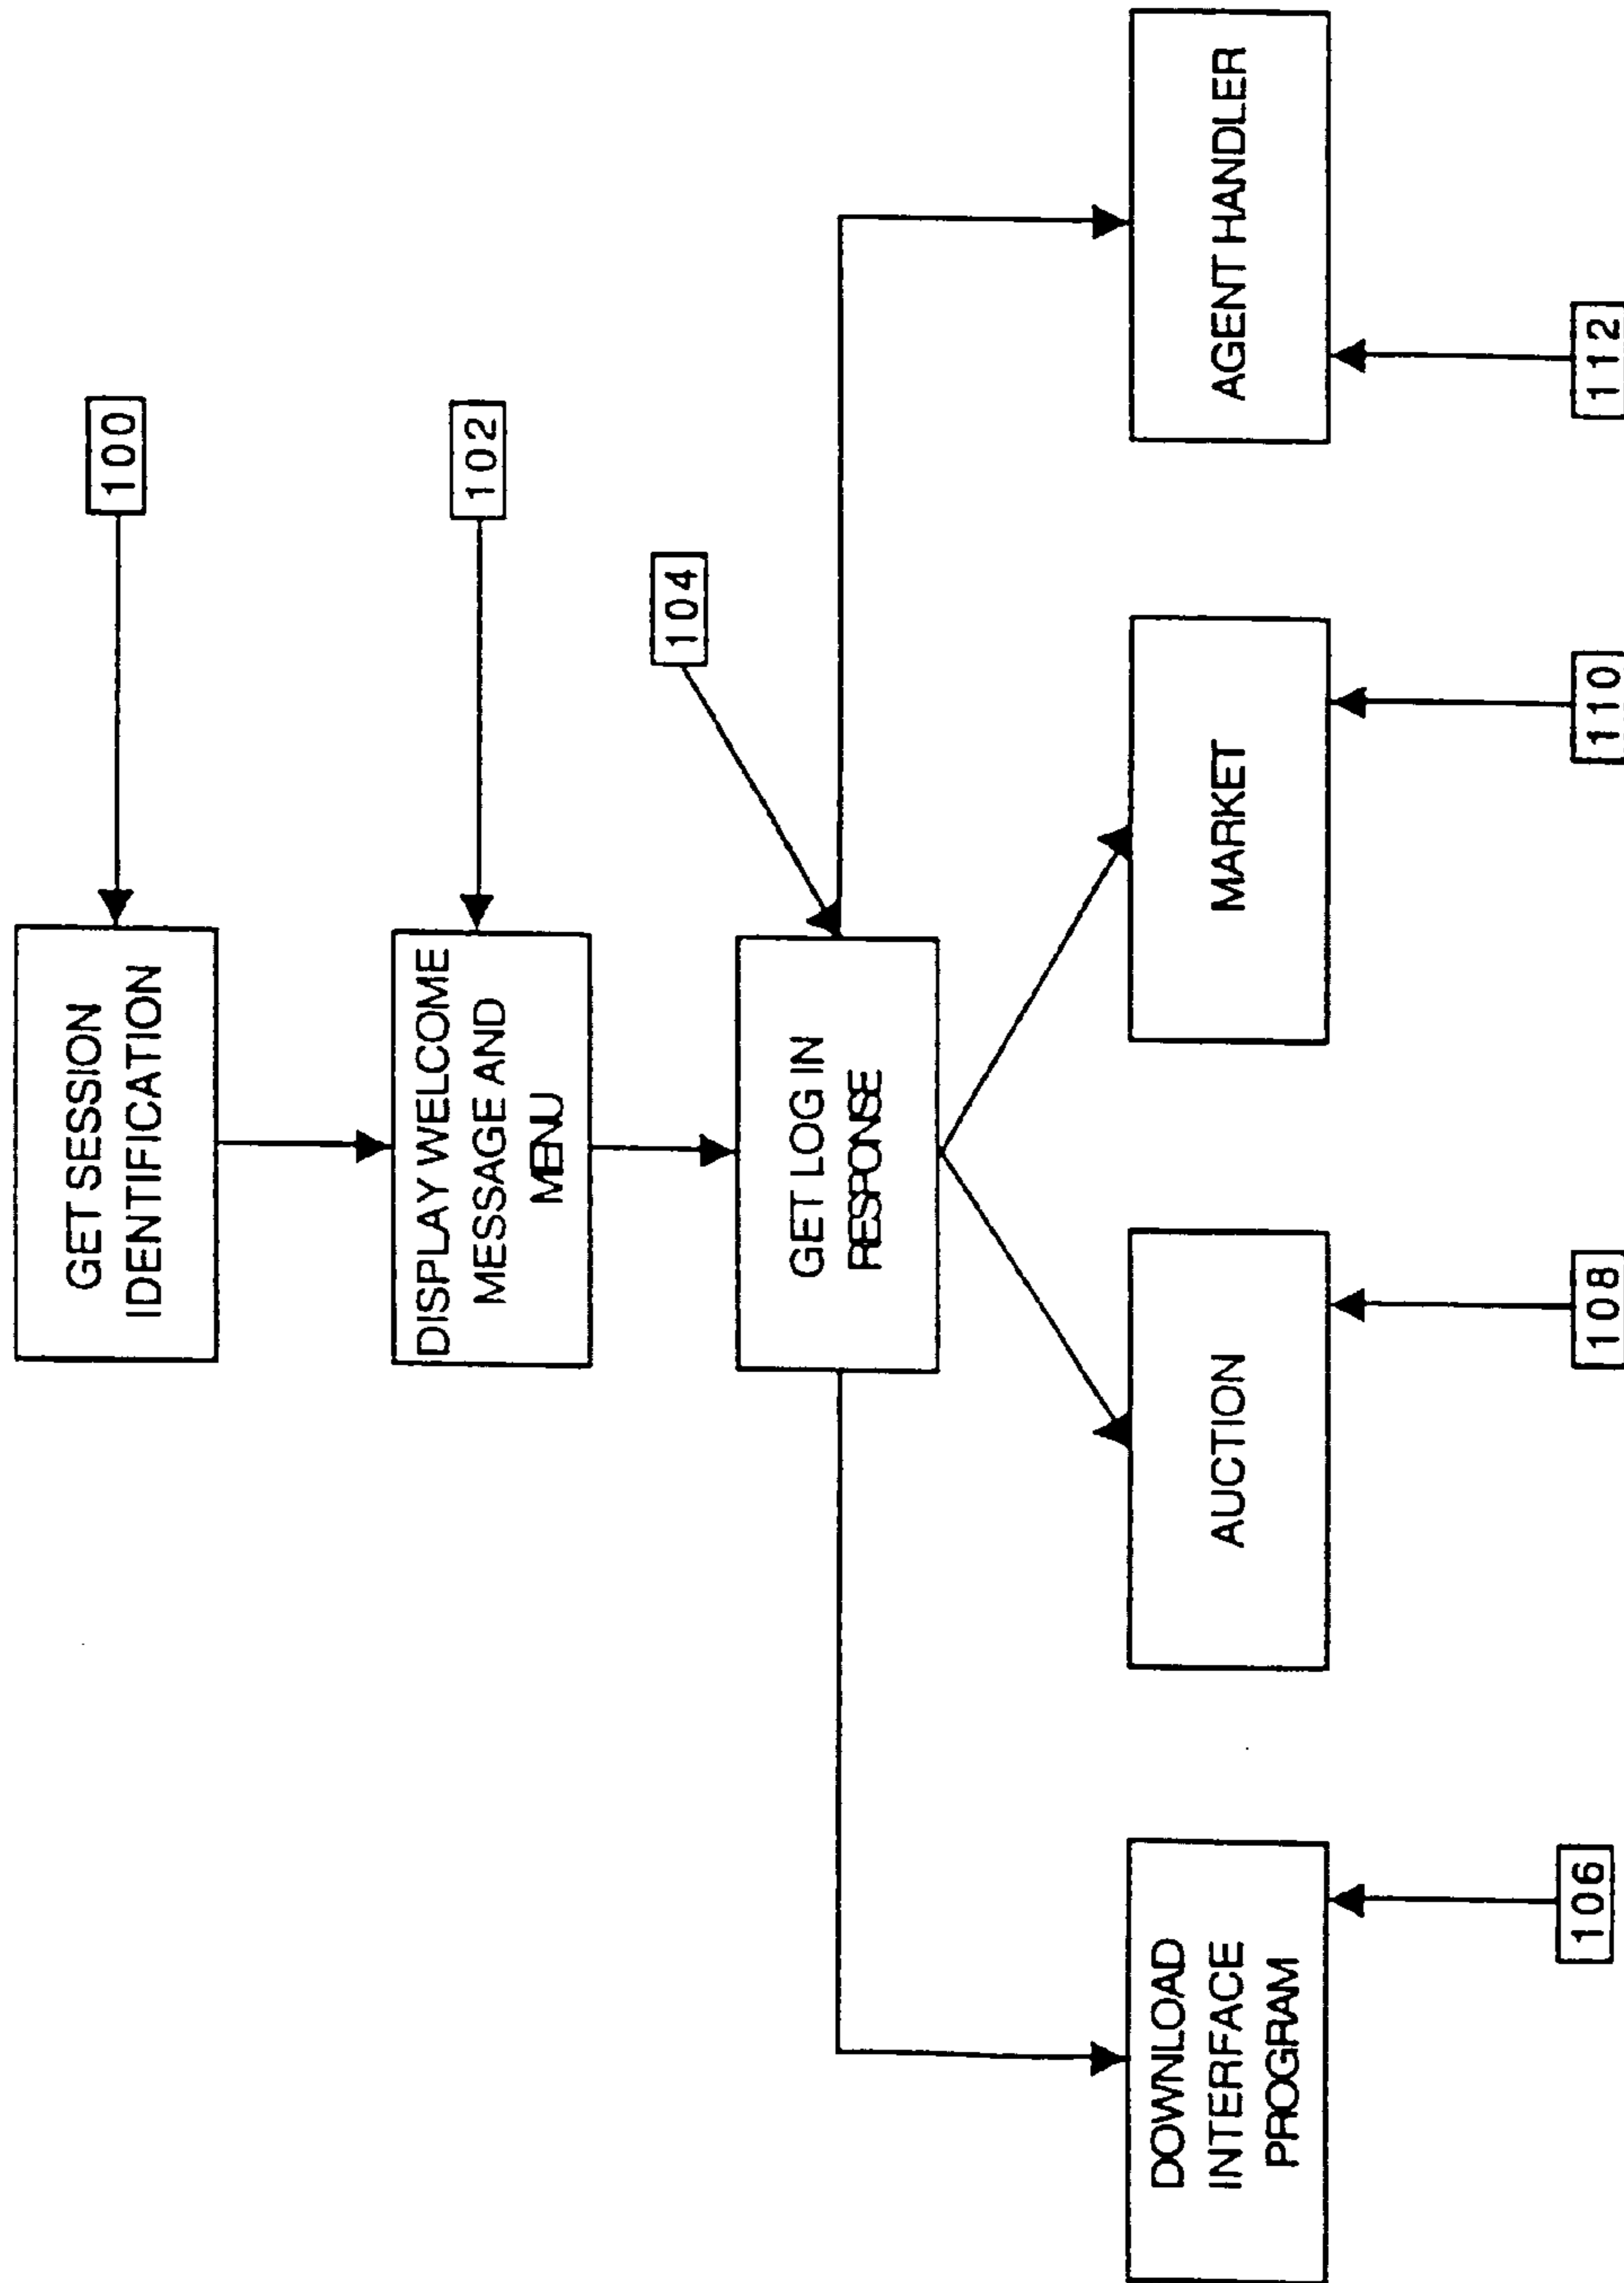 GET SESSION
IDENTIFICATION
100
DISPLAY WELCOME
MESSAGE AND
MENU
102
GET LOG IN
RESPONSE
104
DOWNLOAD
INTERFACE
PROGRAM
AUCTION
MARKET
AGENT HANDLER
106
108
110
112